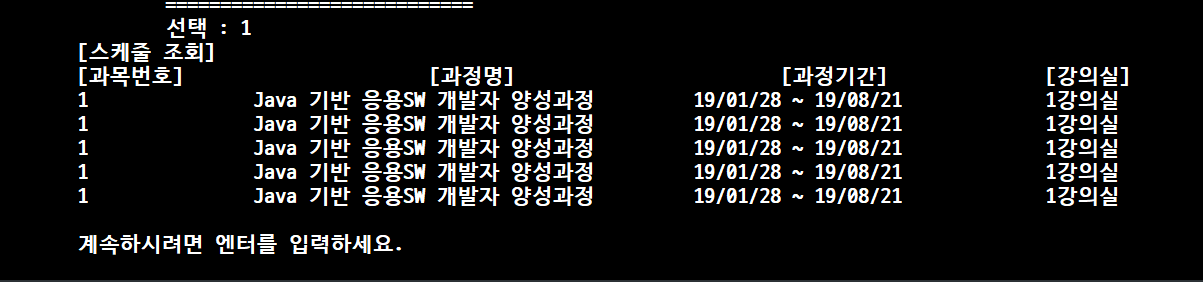 ============================
선택 : 1
[스케줄 조회]
[과목번호] [과정명] [과정기간] [강의실]
1 Java 기반 응용SW 개발자 양성과정 19/01/28 ~ 19/08/21 1강의실
1 Java 기반 응용SW 개발자 양성과정 19/01/28 ~ 19/08/21 1강의실
1 Java 기반 응용SW 개발자 양성과정 19/01/28 ~ 19/08/21 1강의실
1 Java 기반 응용SW 개발자 양성과정 19/01/28 ~ 19/08/21 1강의실
1 Java 기반 응용SW 개발자 양성과정 19/01/28 ~ 19/08/21 1강의실
계속하시려면 엔터를 입력하세요.